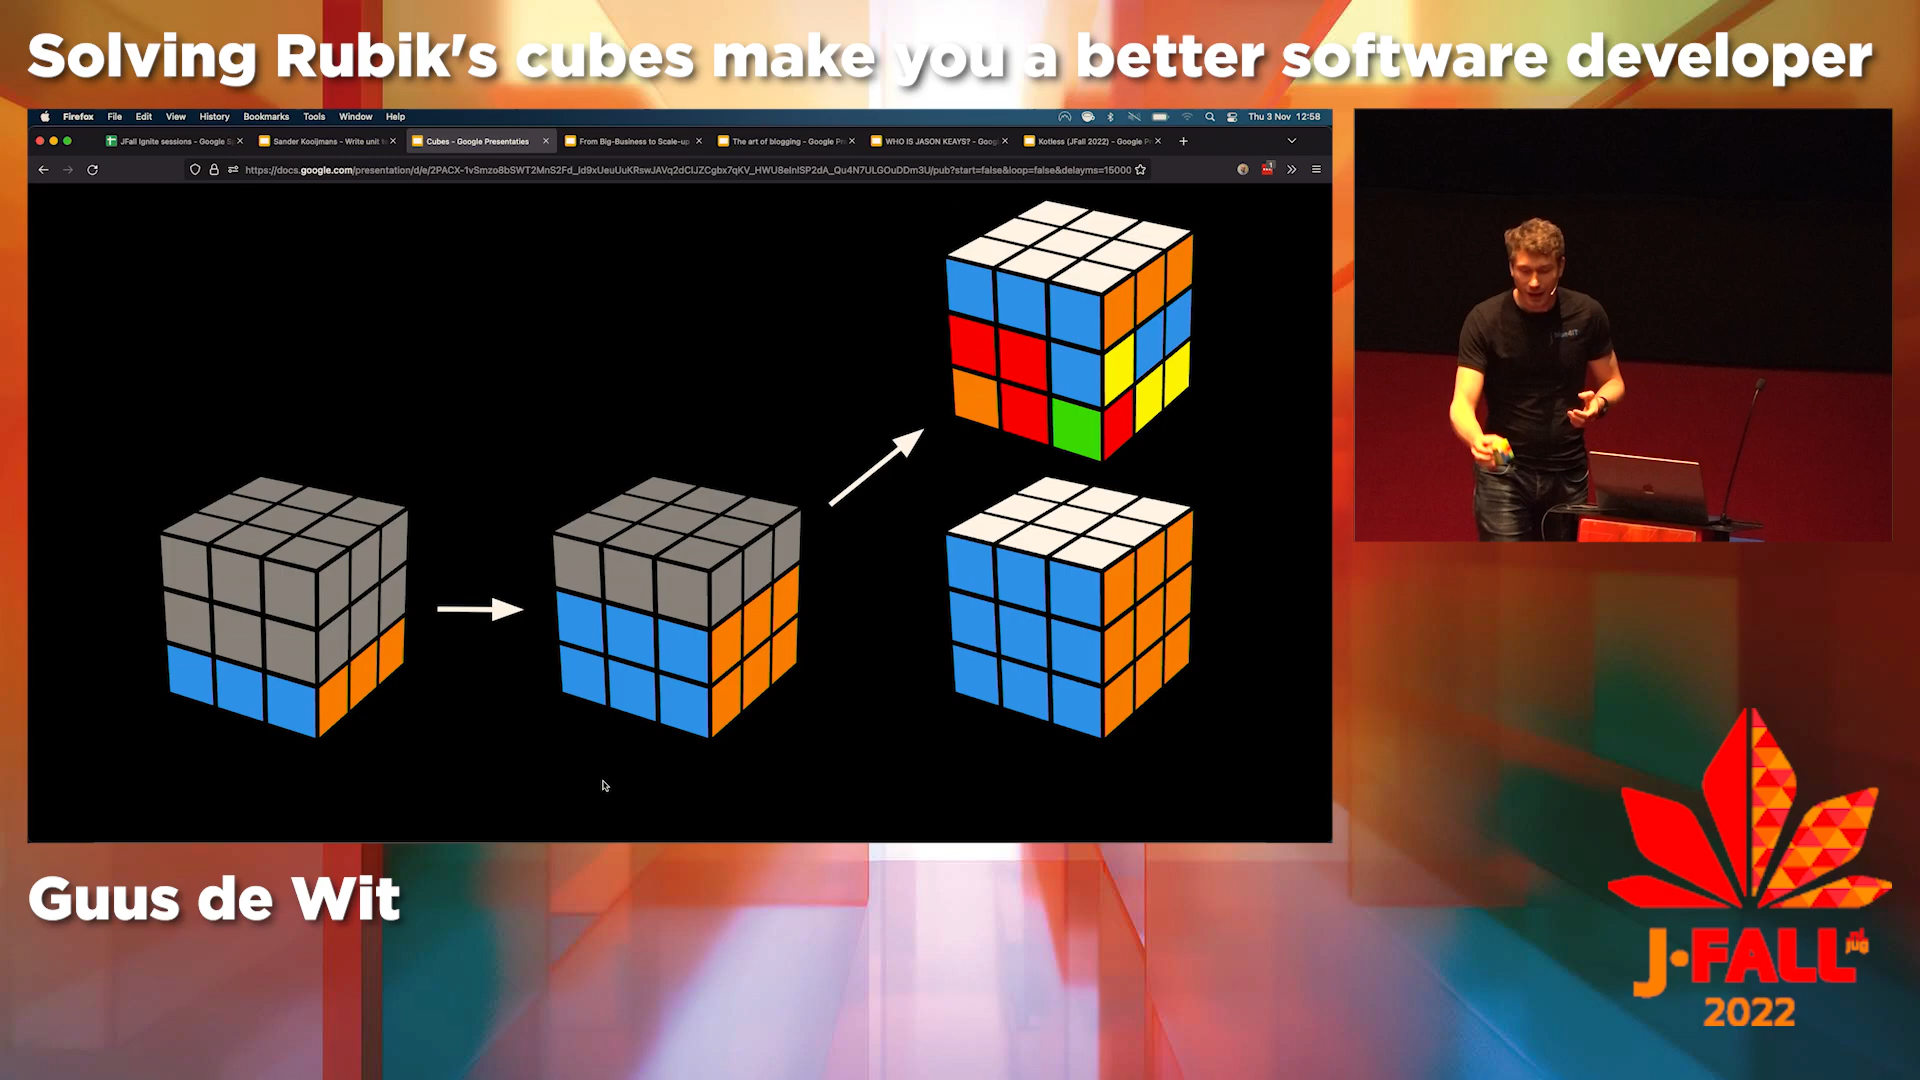 Solving Rubik's cubes make you a better software developer
Firefox File Edit View History Bookmarks Tools Window Help
Thu 3 Nov 12:58
JFall Ignite sessions - Google
Sander Kooijmans - Write unit
Cubes - Google Presentaties
From Big-Business to Scale-up
The art of blogging - Google
WHO IS JASON KEAYS? - Goog
Kotless (JFall 2022) - Google P
Guus de Wit
J•FALL
nl
jug
2022